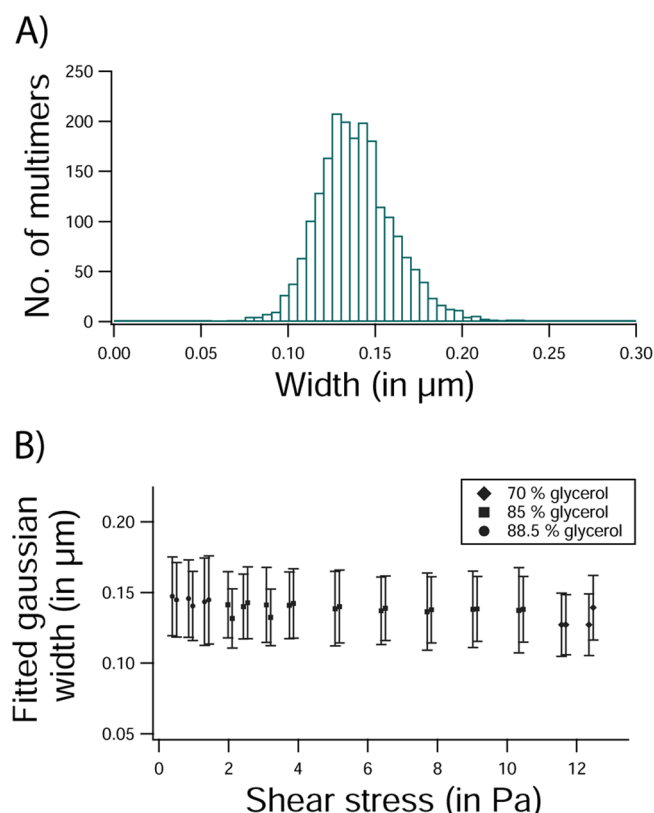 A)
No. of multimers
250
200
150
100
50
0
0.00 0.05 0.10 0.15 0.20 0.25 0.30
Width (in μm)
B)
Fitted gaussian
width (in μm)
0.20
0.15
0.10
0.05
70 % glycerol
85 % glycerol
88.5 % glycerol
0 2 4 6 8 10 12
Shear stress (in Pa)